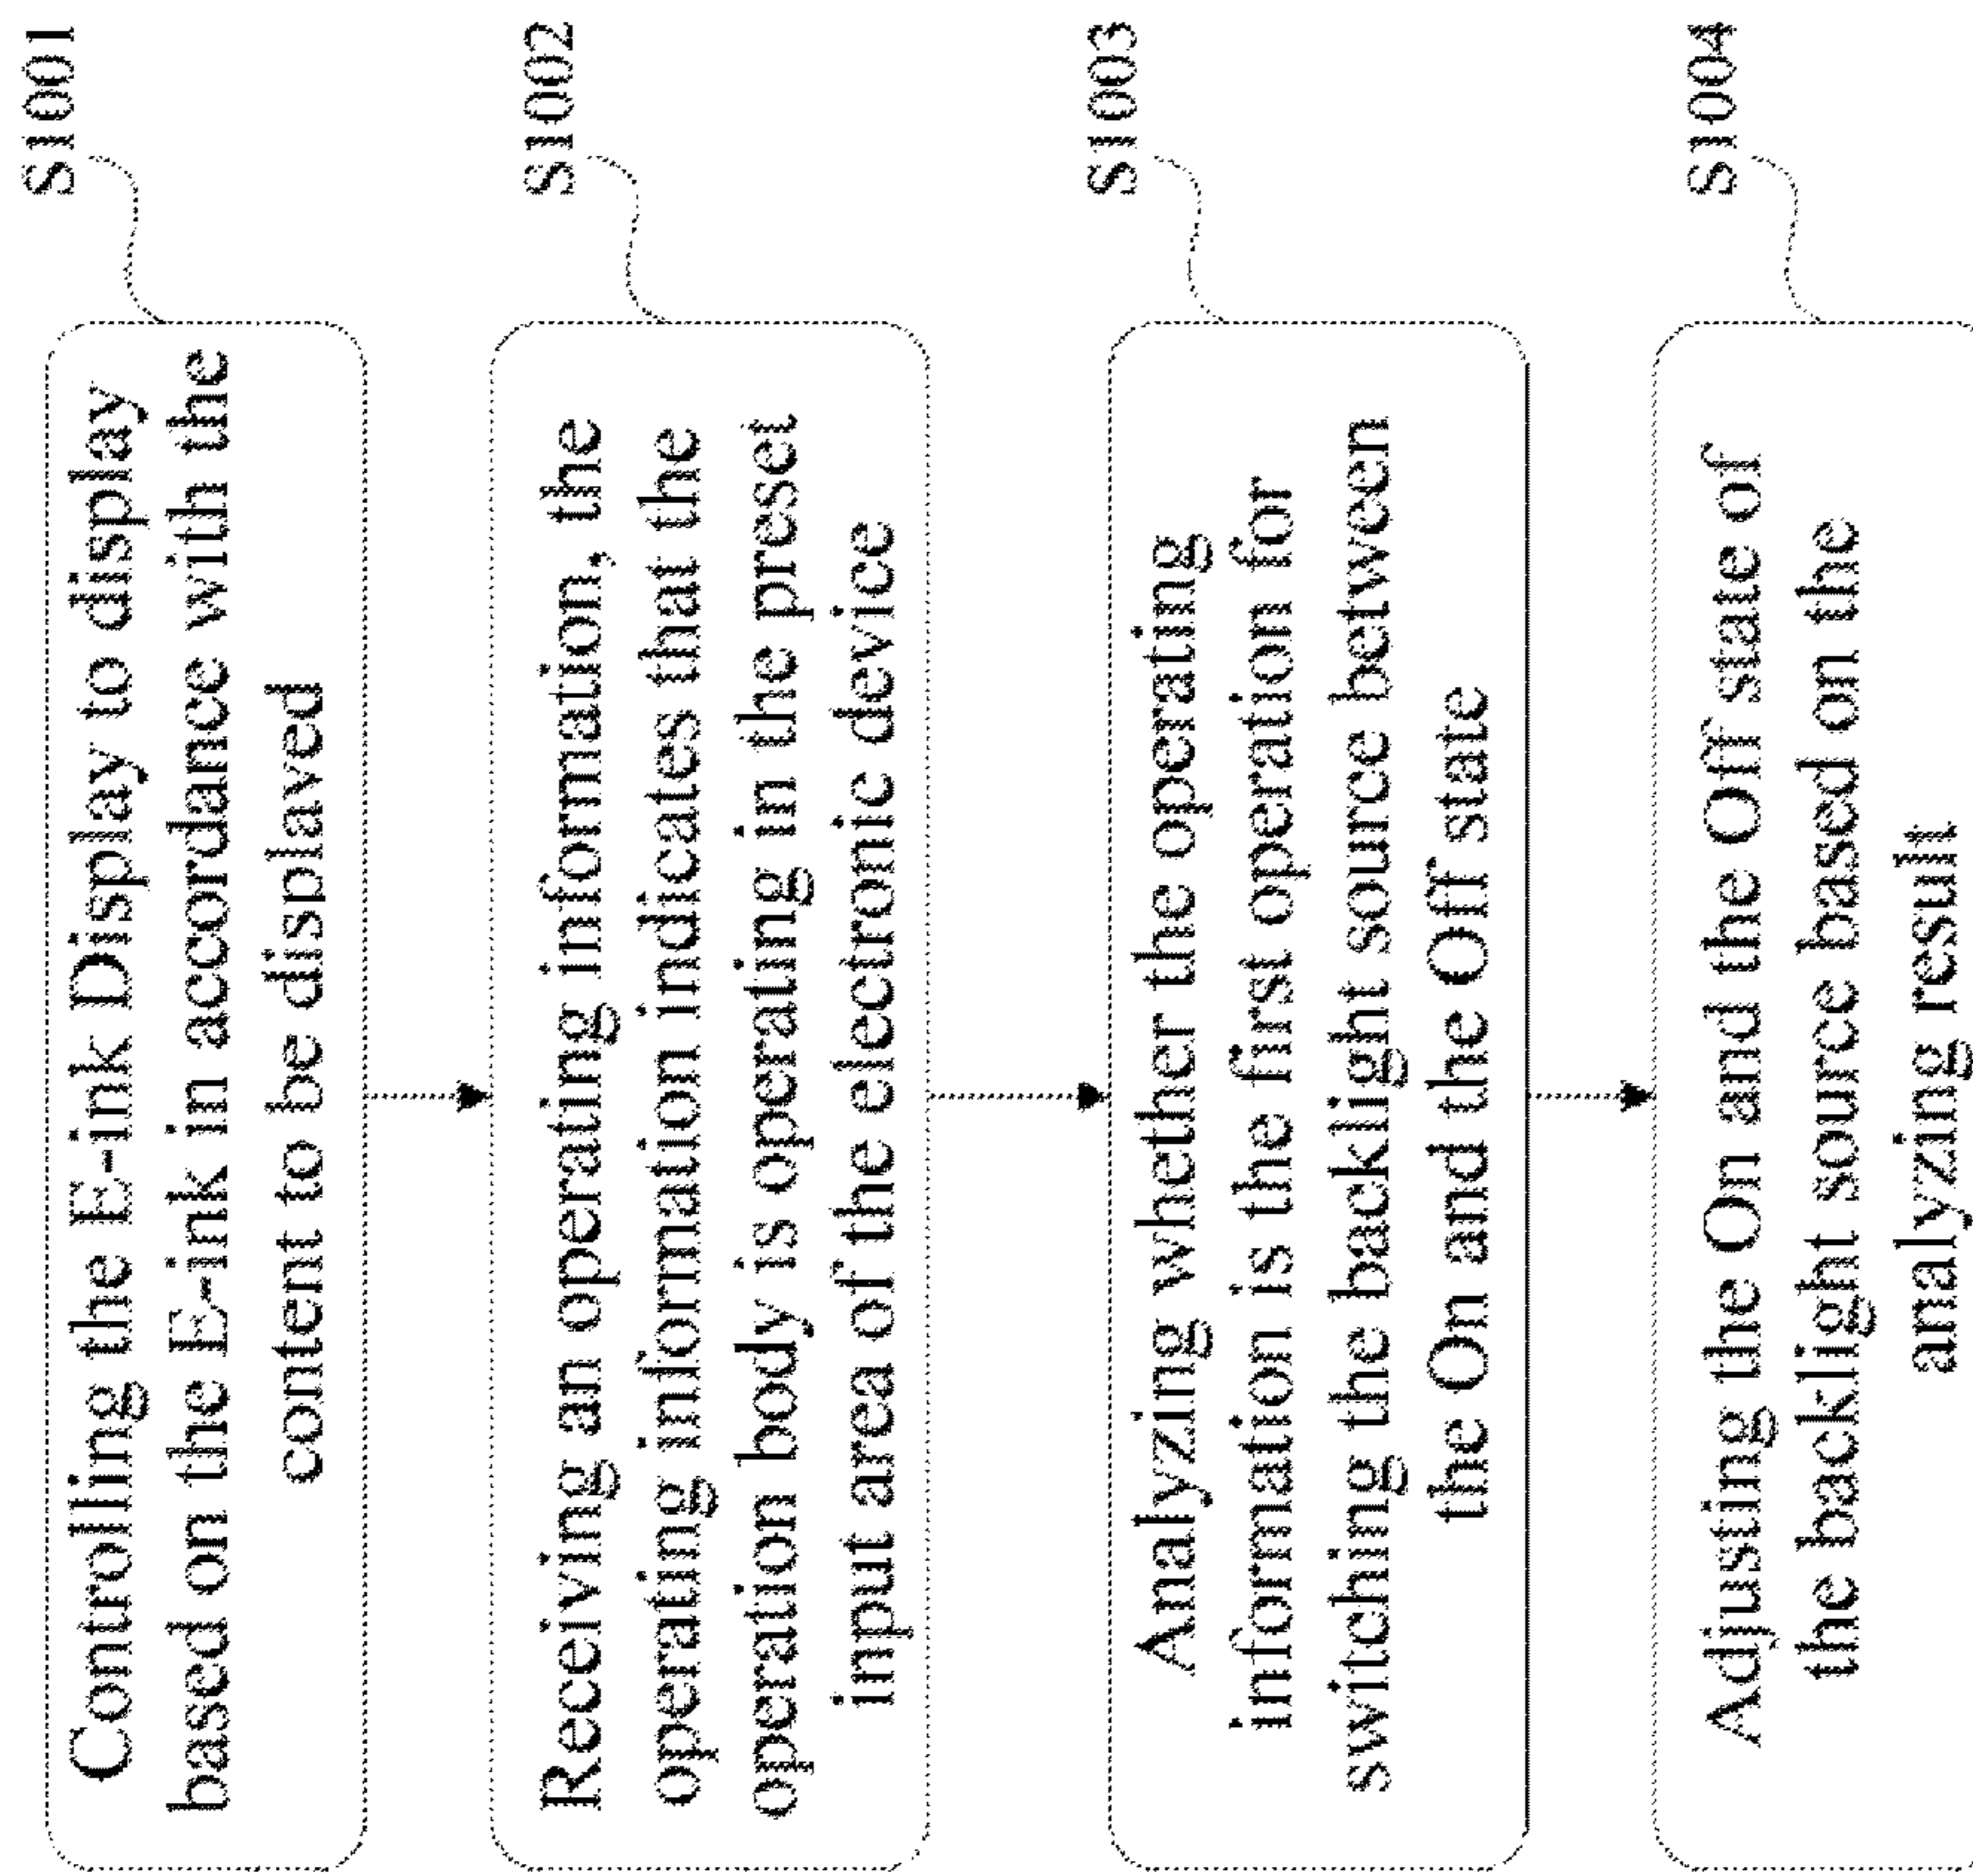 S1001
Controlling the E-ink Display to display
based on the E-ink in accordance with the
content to be displayed
S1002
Receiving an operating information, the
operating information indicates that the
operation body is operating in the preset
input area of the electronic device
S1003
Analyzing whether the operating
information is the first operation for
switching the backlight source between
the On and the Off state
S1004
Adjusting the On and the Off state of
the backlight source based on the
analyzing result